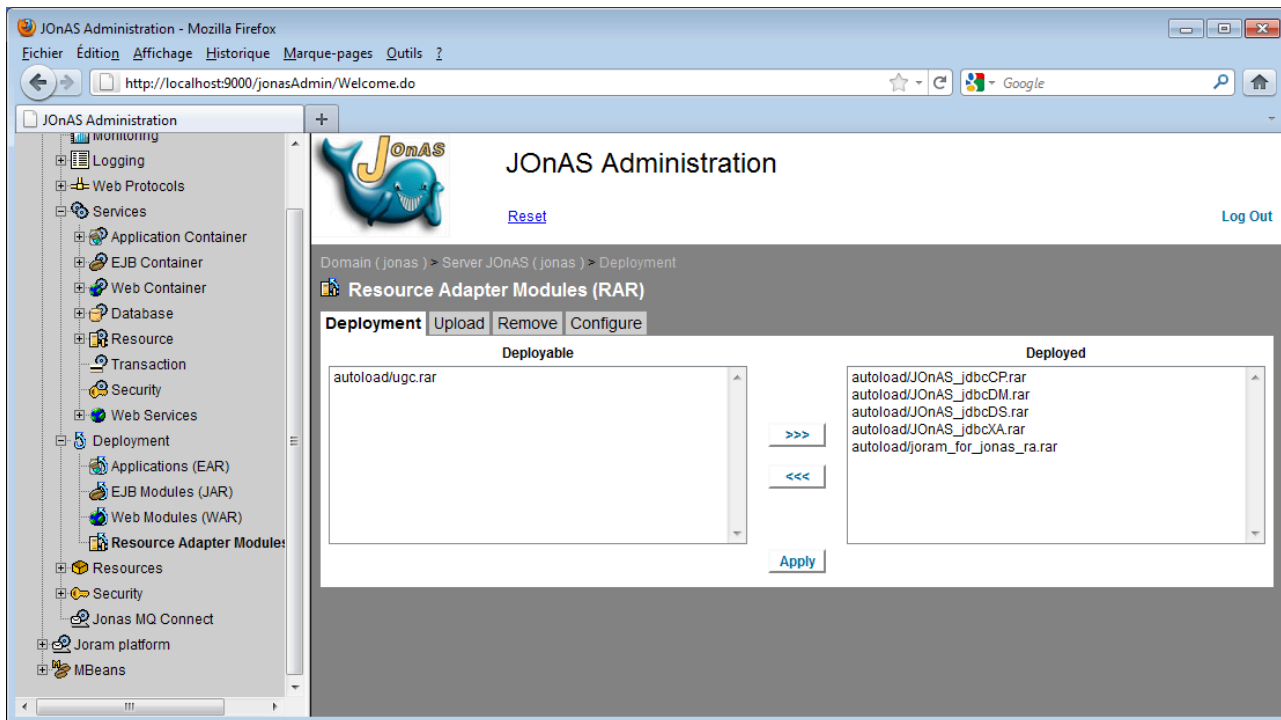 JOnAS Administration - Mozilla Firefox
Fichier Édition Affichage Historique Marque-pages Outils ?
http://localhost:9000/jonasAdmin/Welcome.do
Google
JOnAS Administration
Monitoring
Logging
Web Protocols
Services
Application Container
EJB Container
Web Container
Database
Resource
Transaction
Security
Web Services
Deployment
Applications (EAR)
EJB Modules (JAR)
Web Modules (WAR)
Resource Adapter Modules
Resources
Security
Jonas MQ Connect
Joram platform
MBeans
JOnAS
JOnAS Administration
Reset
Log Out
Domain ( jonas ) > Server JOnAS ( jonas ) > Deployment
Resource Adapter Modules (RAR)
Deployment Upload Remove Configure
Deployable
autoload/ugc.rar
>>>
<<<
Apply
Deployed
autoload/JOnAS_jdbcCP.rar
autoload/JOnAS_jdbcDM.rar
autoload/JOnAS_jdbcDS.rar
autoload/JOnAS_jdbcXA.rar
autoload/joram_for_jonas_ra.rar